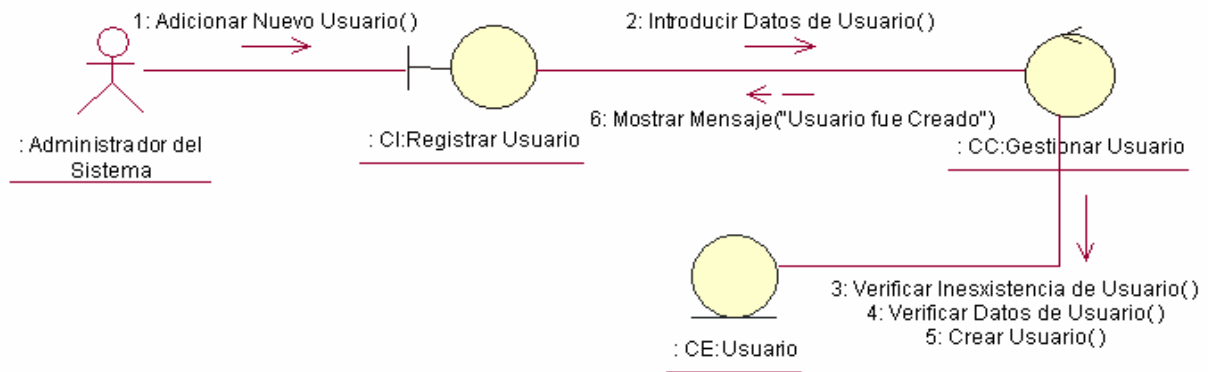 1: Adicionar Nuevo Usuario( )
2: Introducir Datos de Usuario( )
6: Mostrar Mensaje("Usuario fue Creado")
: Administrador del
Sistema
: CI:Registrar Usuario
: CC:Gestionar Usuario
3: Verificar Inesxistencia de Usuario( )
4: Verificar Datos de Usuario( )
5: Crear Usuario( )
: CE:Usuario